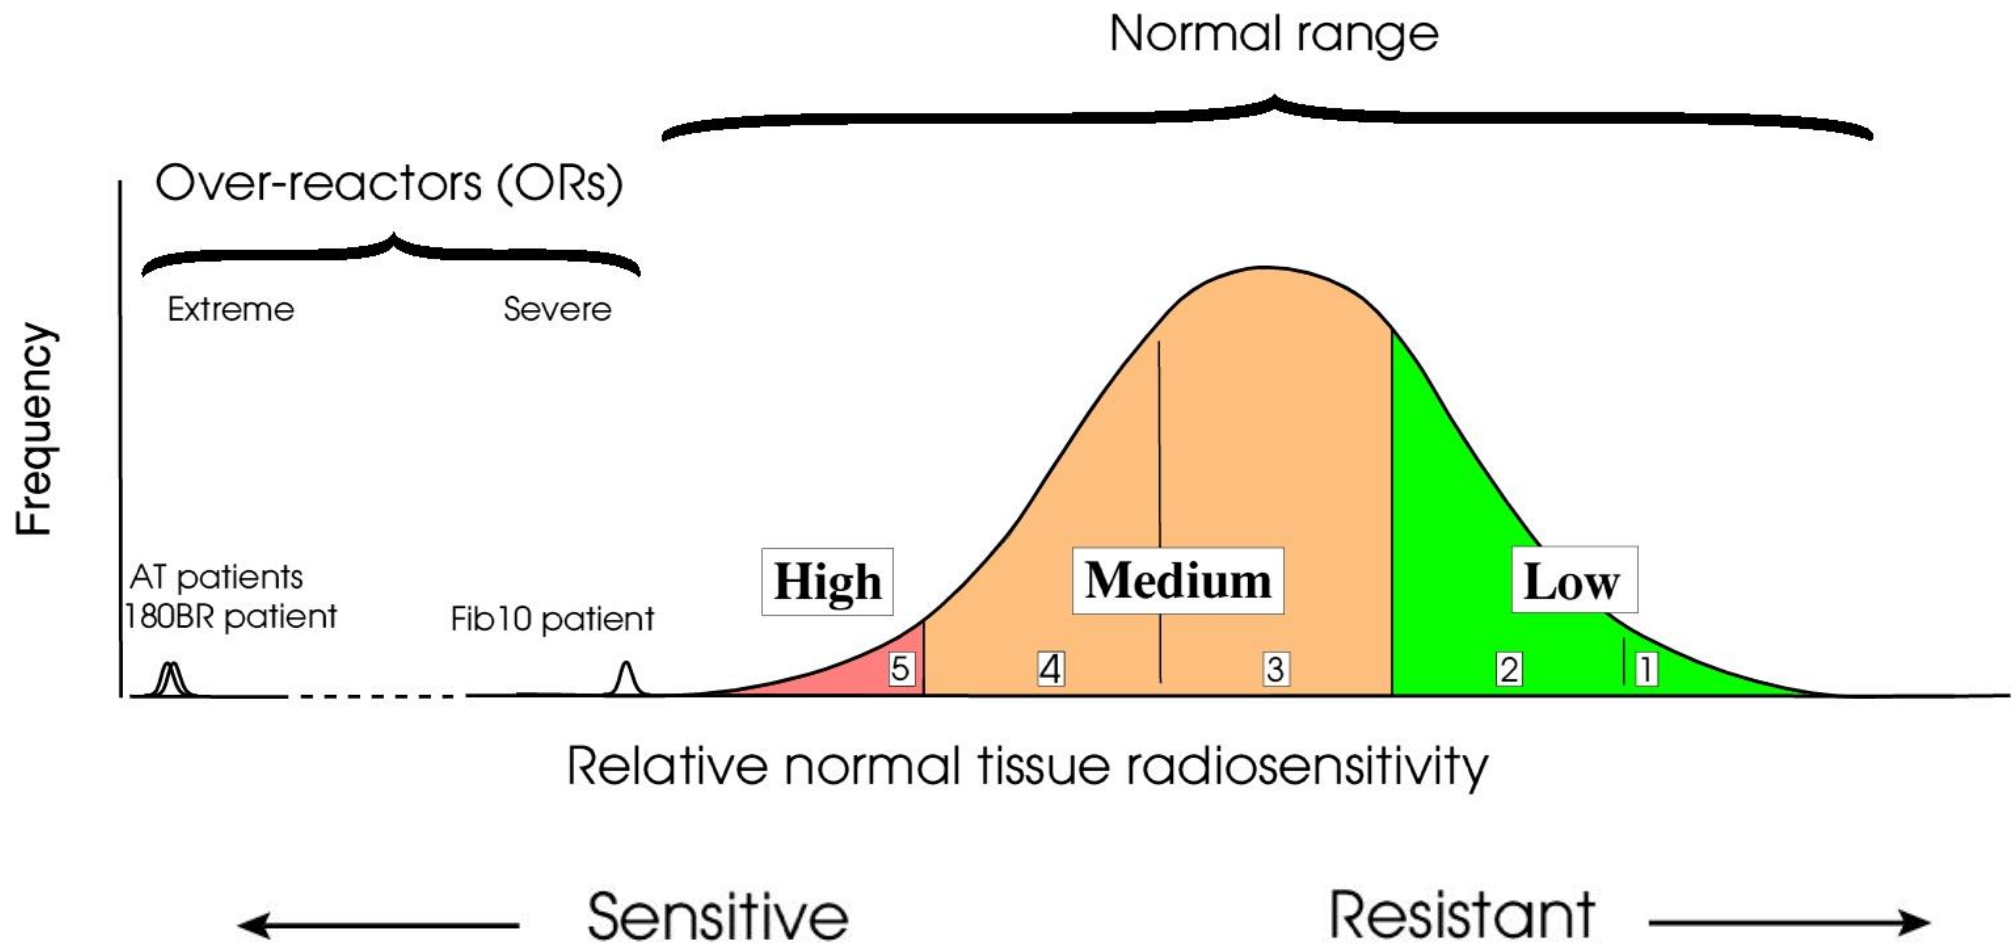 Normal range
Over-reactors (ORs)
Extreme
Severe
Frequency
AT patients
180BR patient
Fib10 patient
High
Medium
Low
5
4
3
2
1
Relative normal tissue radiosensitivity
Sensitive
Resistant